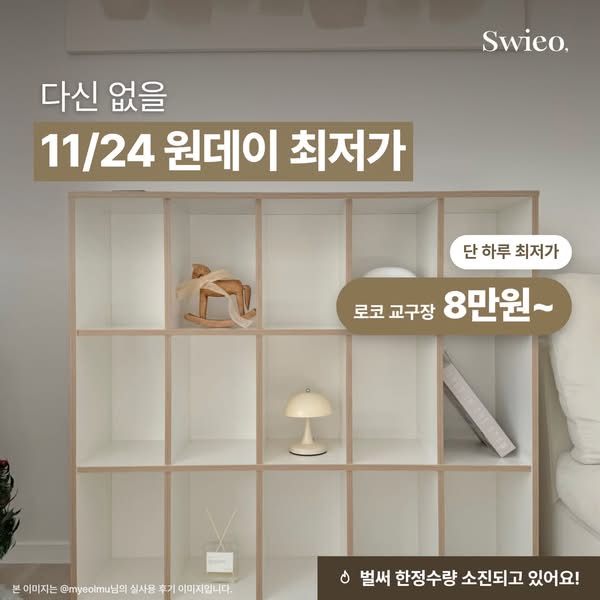 Swieo,
다신 없을
11/24 원데이 최저가
단 하루 최저가
로코 교구장 8만원~
벌써 한정수량 소진되고 있어요!
본 이미지는 @myeolmu님의 실사용 후기 이미지입니다.